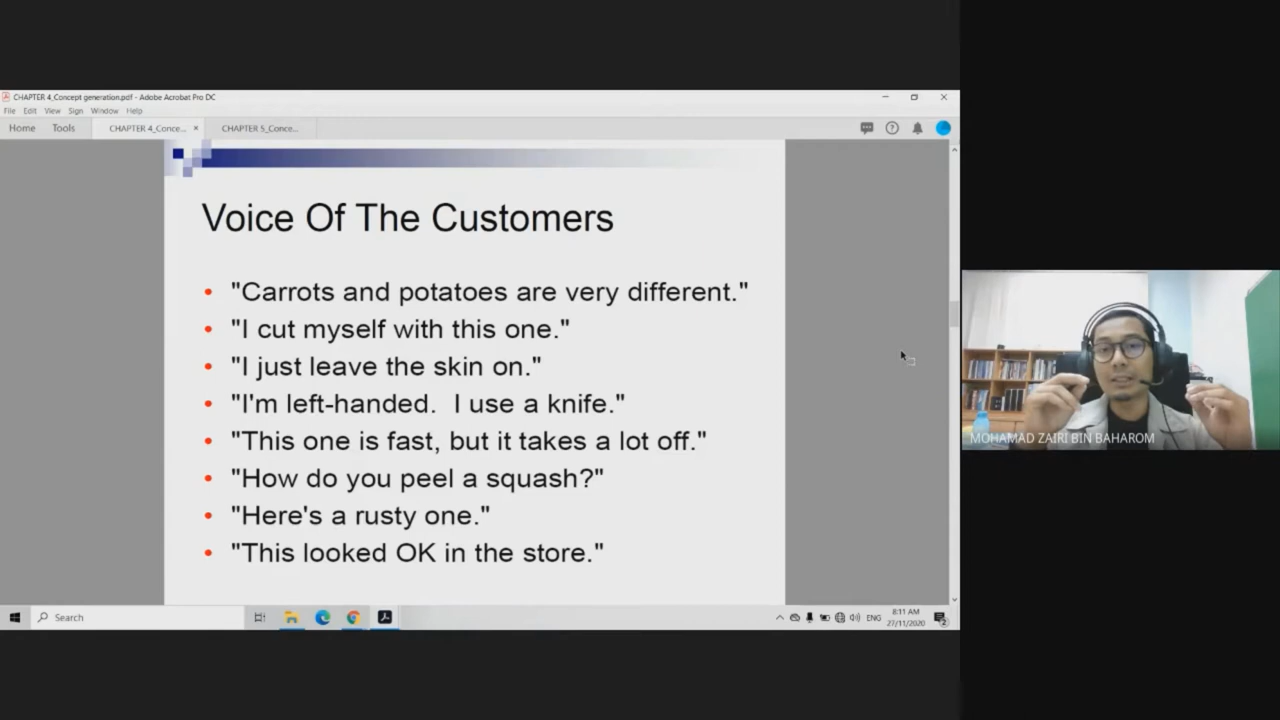 CHAPTER 4_Concept generation.pdf - Adobe Acrobat Pro DC
File Edit View Sign Window Help
Home Tools CHAPTER 4_Conce... × CHAPTER 5_Conce...
Voice Of The Customers
• "Carrots and potatoes are very different."
• "I cut myself with this one."
• "I just leave the skin on."
• "I'm left-handed. I use a knife."
• "This one is fast, but it takes a lot off."
• "How do you peel a squash?"
• "Here's a rusty one."
• "This looked OK in the store."
MOHAMAD ZAIRI BIN BAHAROM
Search
ENG
8:11 AM
27/11/2020
2